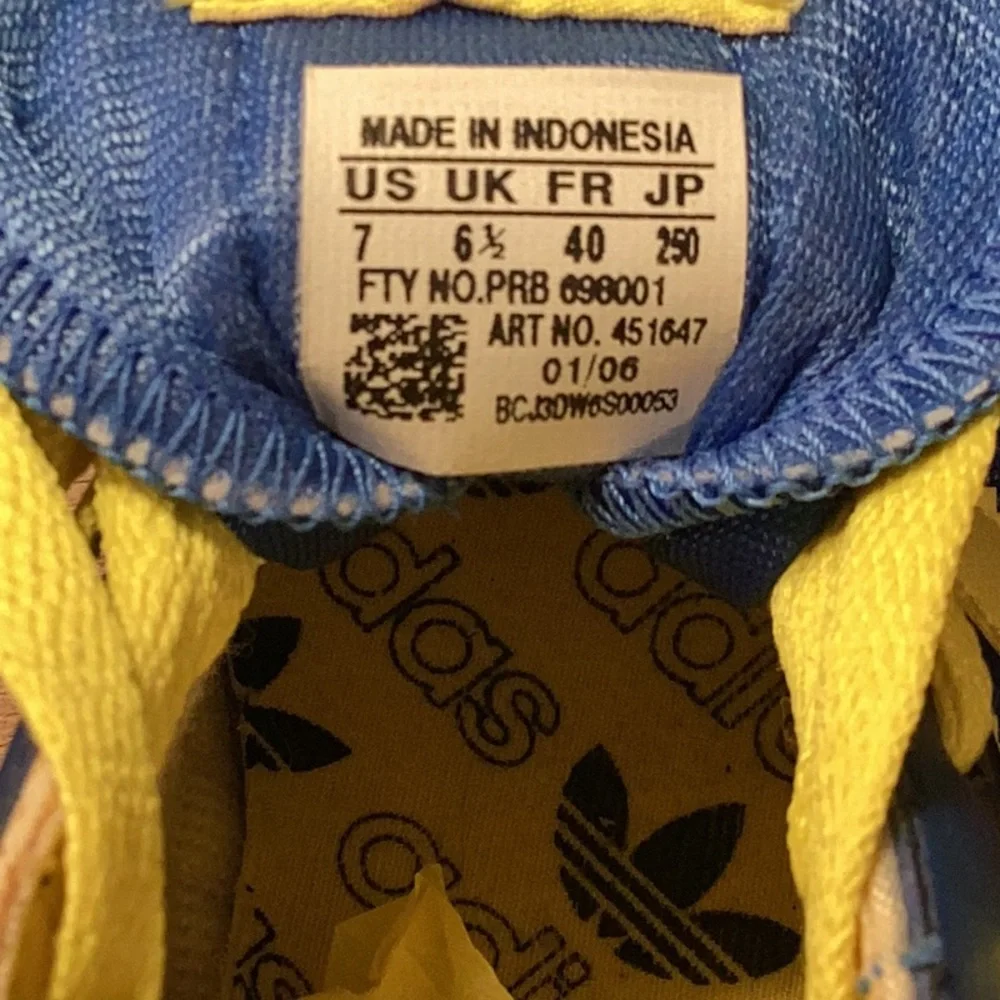 MADE IN INDONESIA
US UK FR JP
7 6½ 40 250
FTY NO.PRB 698001
ART NO. 451647
01/06
BCJ3DW6S00053
adidas
adidas
adidas